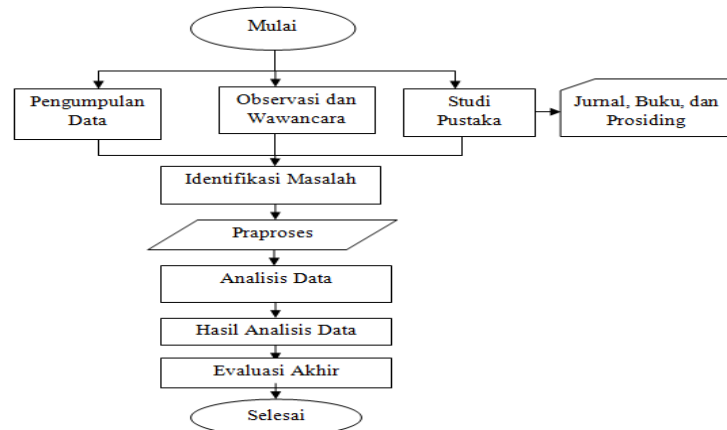 Mulai
Pengumpulan
Data
Observasi dan
Wawancara
Studi
Pustaka
Jurnal, Buku, dan
Prosiding
Identifikasi Masalah
Praproses
Analisis Data
Hasil Analisis Data
Evaluasi Akhir
Selesai